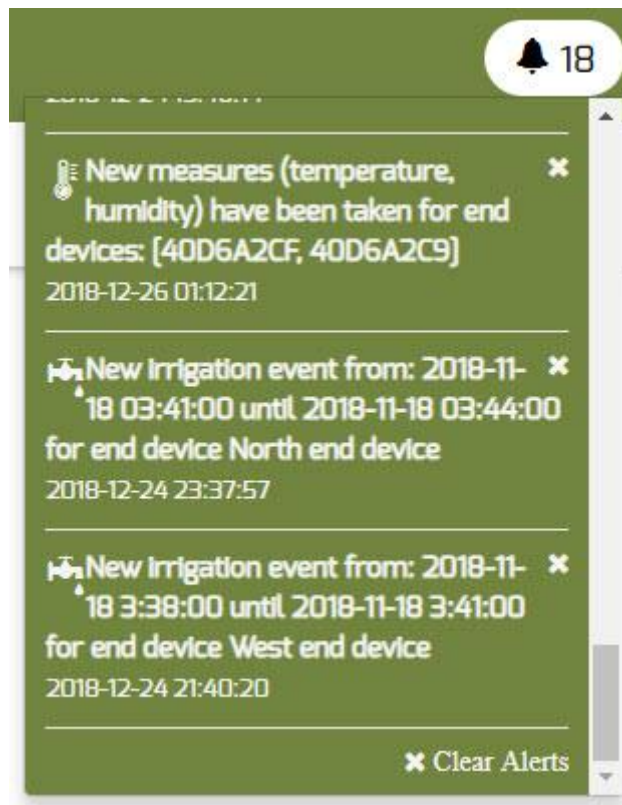 18
New measures (temperature,
humidity) have been taken for end
devices: [40D6A2CF, 40D6A2C9]
2018-12-26 01:12:21
New irrigation event from: 2018-11-
18 03:41:00 until 2018-11-18 03:44:00
for end device North end device
2018-12-24 23:37:57
New irrigation event from: 2018-11-
18 3:38:00 until 2018-11-18 3:41:00
for end device West end device
2018-12-24 21:40:20
Clear Alerts